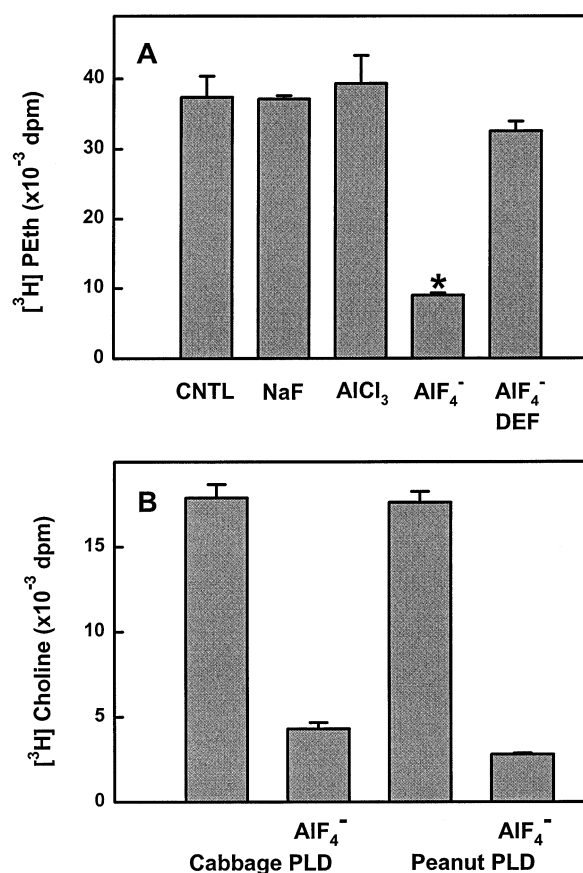 A
[³H] PEth (x10⁻³ dpm)
40
30
20
10
0
*
CNTL NaF AlCl₃ AlF₄⁻ AlF₄⁻
DEF
B
[³H] Choline (x10⁻³ dpm)
15
10
5
0
AlF₄⁻ AlF₄⁻
Cabbage PLD Peanut PLD